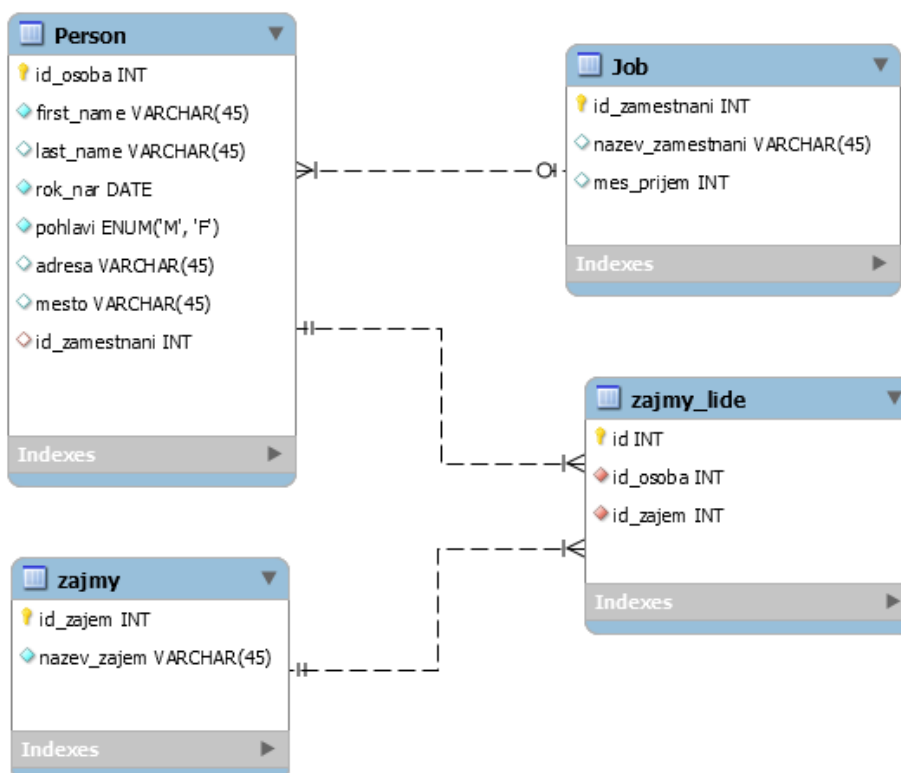 Person
id_osoba INT
first_name VARCHAR(45)
last_name VARCHAR(45)
rok_nar DATE
pohlavi ENUM('M', 'F')
adresa VARCHAR(45)
mesto VARCHAR(45)
id_zamestnani INT
Indexes
Job
id_zamestnani INT
nazev_zamestnani VARCHAR(45)
mes_prijem INT
Indexes
zajmy_lide
id INT
id_osoba INT
id_zajem INT
Indexes
zajmy
id_zajem INT
nazev_zajem VARCHAR(45)
Indexes